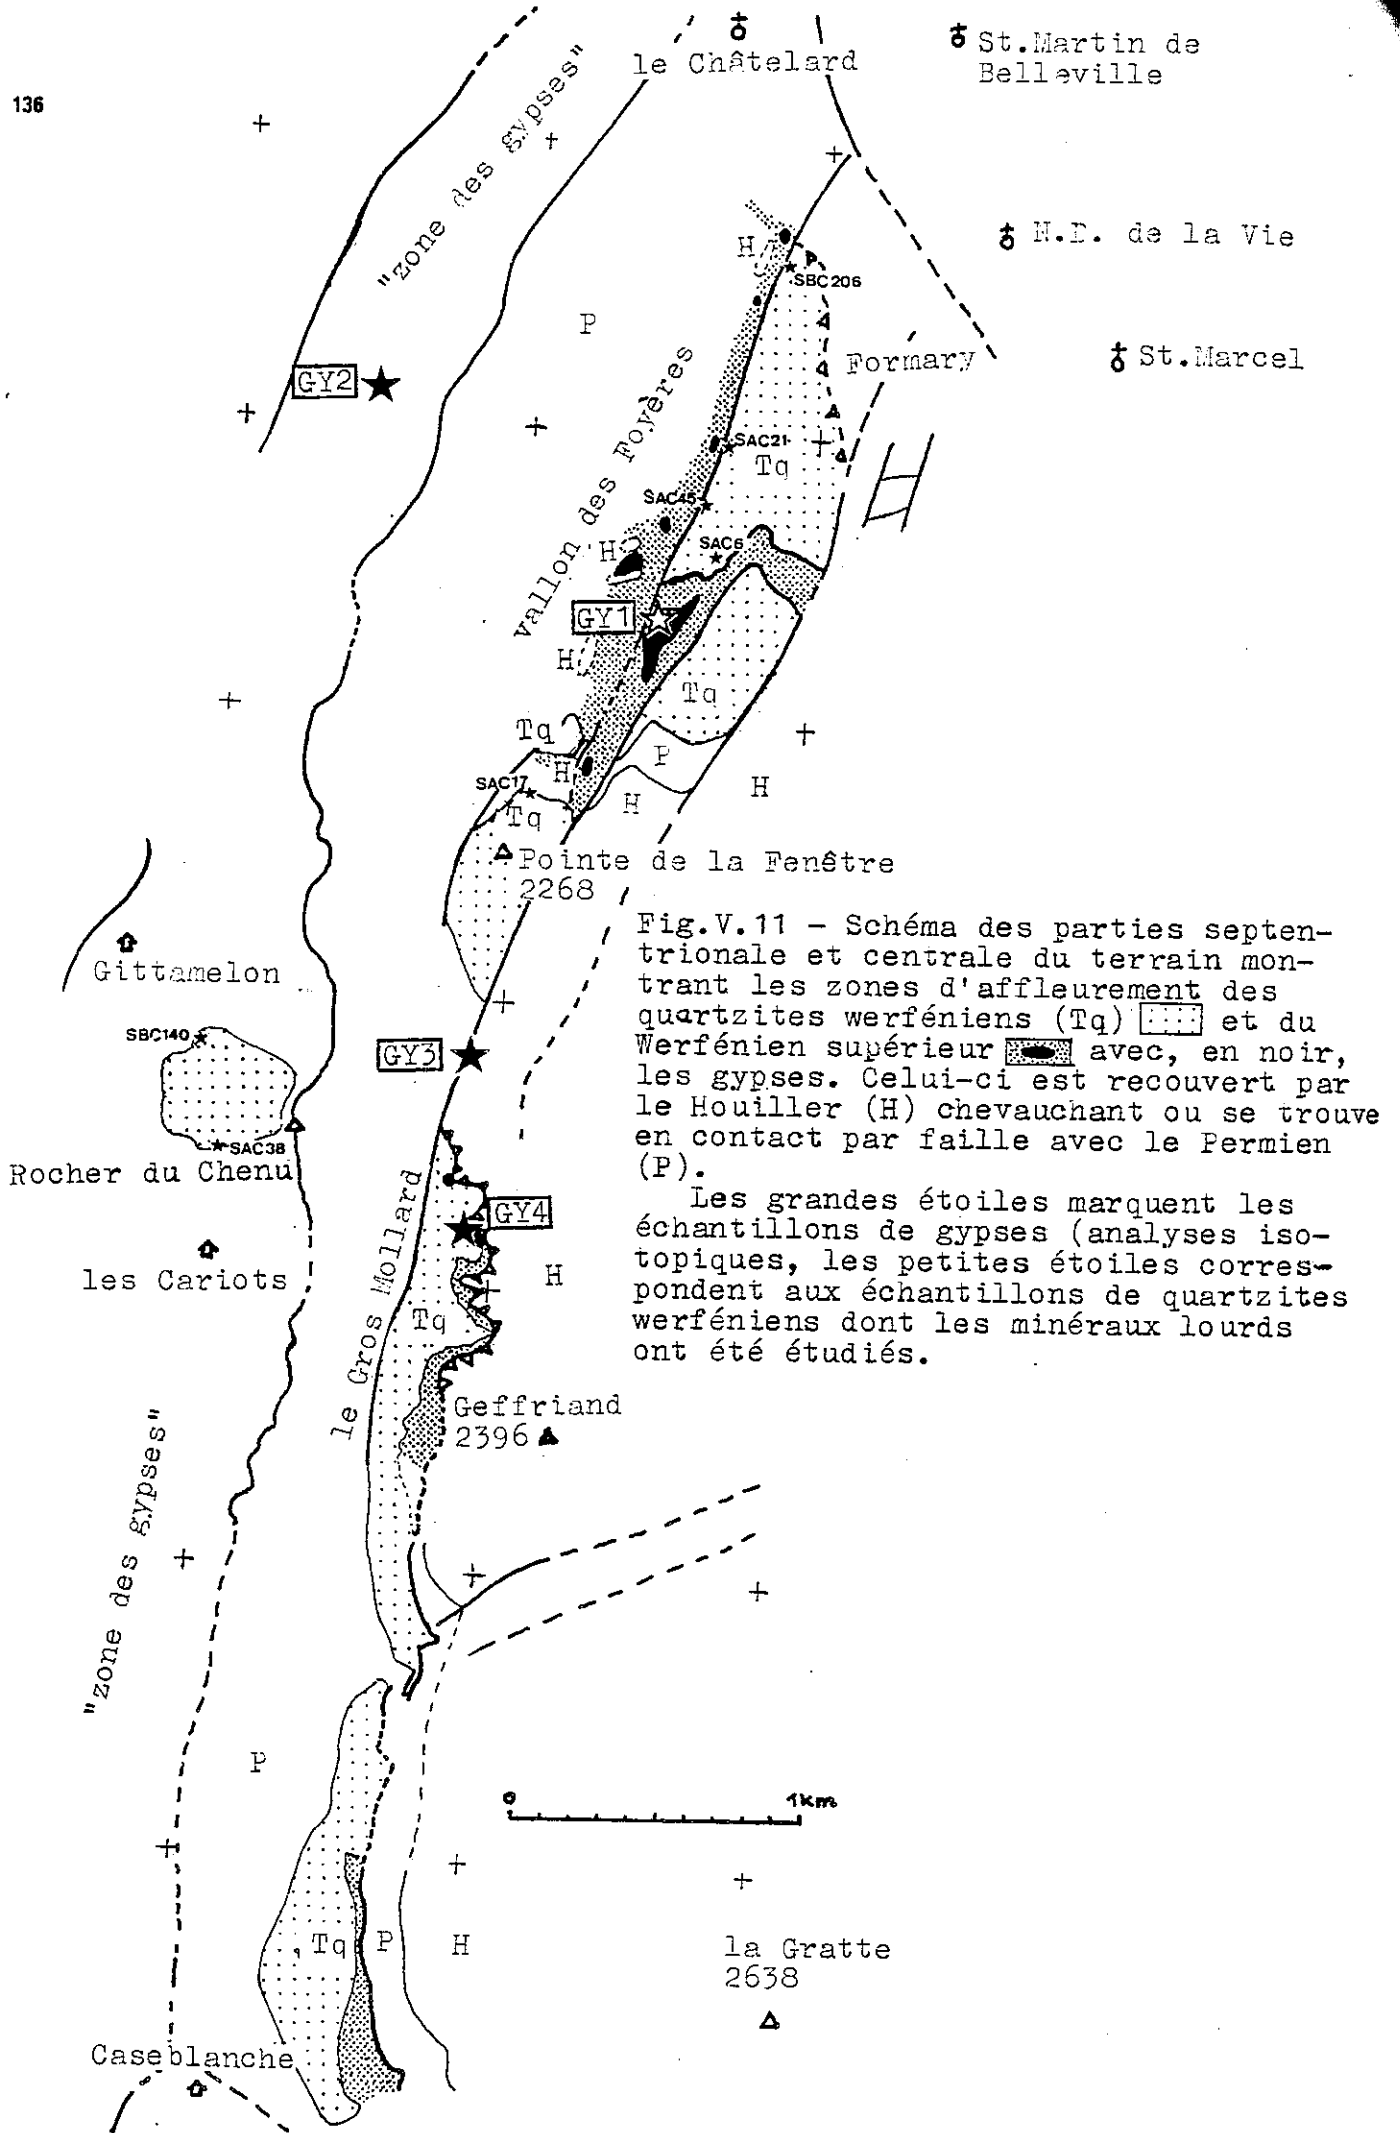 136
le Châtelard
St.Martin de
Belleville
"zone des gypses"
H
N.D. de la Vie
SBC206
P
Formary
St.Marcel
GY2
vallon des Foyères
SAC21
Tq
SAC45
SAC6
H
GY1
H
Tq
Tq
P
H
H
SAC17
H
Tq
Pointe de la Fenêtre
2268
Gittamelon
Fig.V.11 - Schéma des parties septen-
trionale et centrale du terrain mon-
trant les zones d'affleurement des
quartzites werféniens (Tq) et du
Werfénien supérieur avec, en noir,
les gypses. Celui-ci est recouvert par
le Houiller (H) chevauchant ou se trouve
en contact par faille avec le Permien
(P).
Les grandes étoiles marquent les
échantillons de gypses (analyses iso-
topiques, les petites étoiles corres-
pondent aux échantillons de quartzites
werféniens dont les minéraux lourds
ont été étudiés.
SBC140
GY3
SAC38
Rocher du Chenu
GY4
les Cariots
H
le Gros Mollard
Tq
Geffriand
2396
"zone des gypses"
P
0 1km
Tq
P
H
la Gratte
2638
Caseblanche